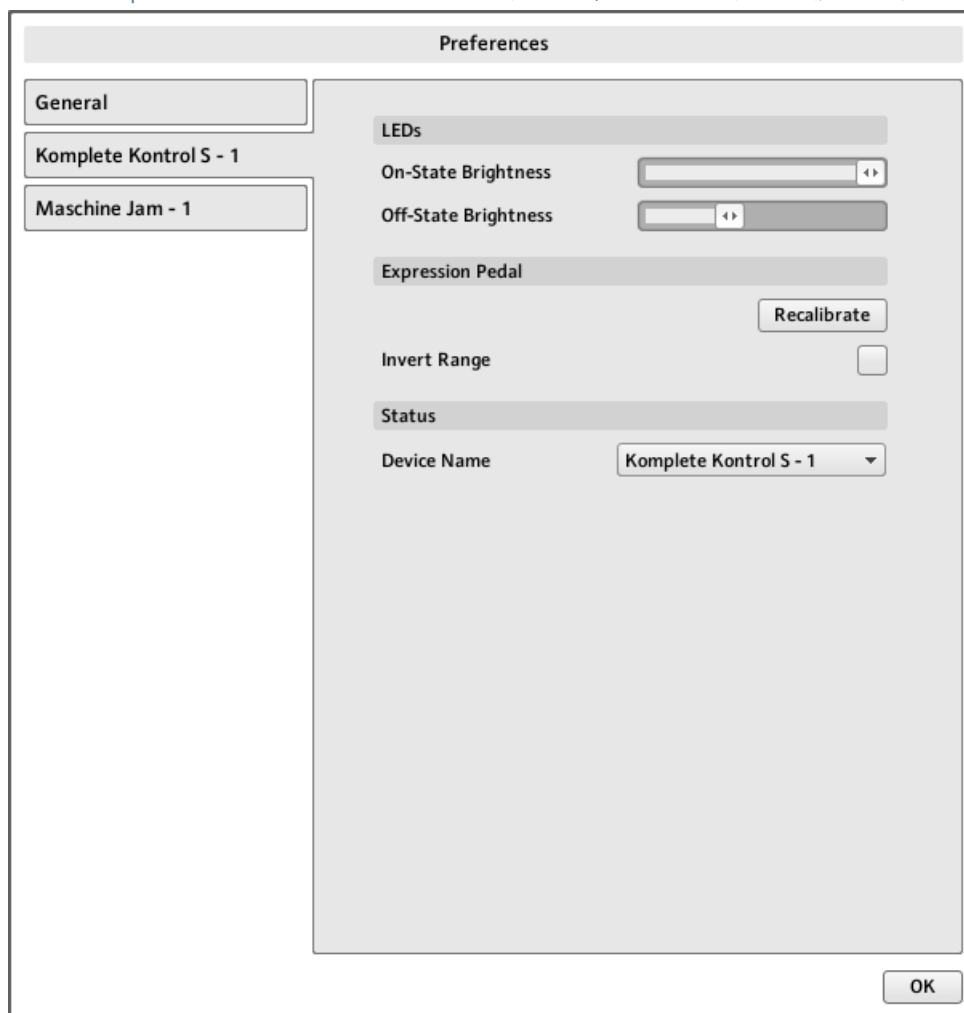 Preferences
General
Komplete Kontrol S - 1
Maschine Jam - 1
LEDs
On-State Brightness
Off-State Brightness
Expression Pedal
Recalibrate
Invert Range
Status
Device Name Komplete Kontrol S - 1
OK